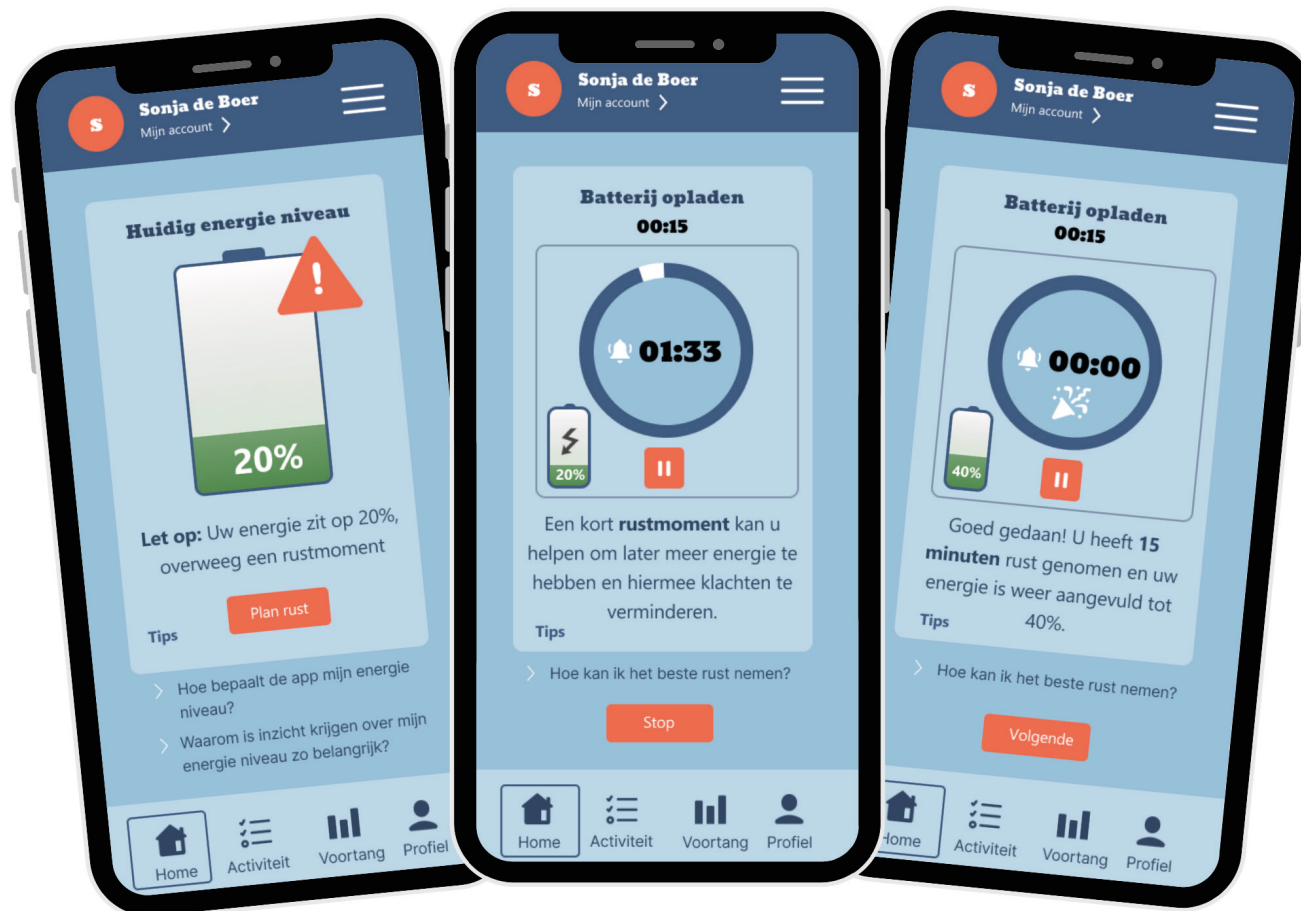 S
Sonja de Boer
Mijn account
Huidig energie niveau
!
20%
Let op: Uw energie zit op 20%,
overweeg een rustmoment
Plan rust
Tips
Hoe bepaalt de app mijn energie
niveau?
Waarom is inzicht krijgen over mijn
energie niveau zo belangrijk?
Home
Activiteit
Voortang
Profiel
S
Sonja de Boer
Mijn account
Batterij opladen
00:15
01:33
20%
Een kort rustmoment kan u
helpen om later meer energie te
hebben en hiermee klachten te
verminderen.
Tips
Hoe kan ik het beste rust nemen?
Stop
Home
Activiteit
Voortang
Profiel
S
Sonja de Boer
Mijn account
Batterij opladen
00:15
00:00
40%
Goed gedaan! U heeft 15
minuten rust genomen en uw
energie is weer aangevuld tot
40%.
Tips
Hoe kan ik het beste rust nemen?
Volgende
Home
Activiteit
Voortang
Profiel